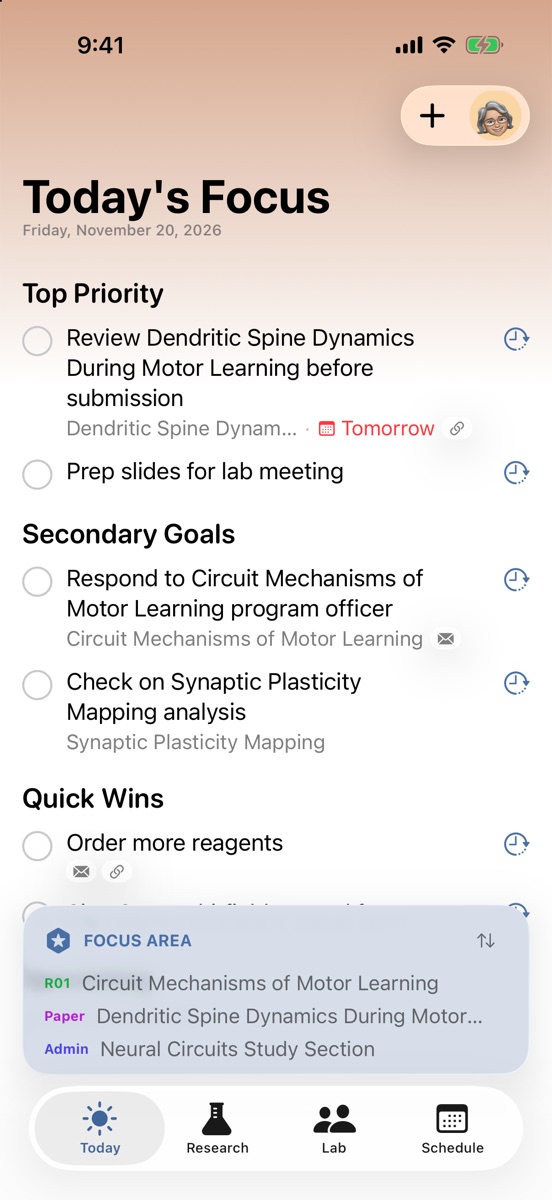 9:41
Today's Focus
Friday, November 20, 2026
Top Priority
Review Dendritic Spine Dynamics
During Motor Learning before
submission
Dendritic Spine Dynam... · Tomorrow
Prep slides for lab meeting
Secondary Goals
Respond to Circuit Mechanisms of
Motor Learning program officer
Circuit Mechanisms of Motor Learning
Check on Synaptic Plasticity
Mapping analysis
Synaptic Plasticity Mapping
Quick Wins
Order more reagents
FOCUS AREA
R01 Circuit Mechanisms of Motor Learning
Paper Dendritic Spine Dynamics During Motor...
Admin Neural Circuits Study Section
Today Research Lab Schedule